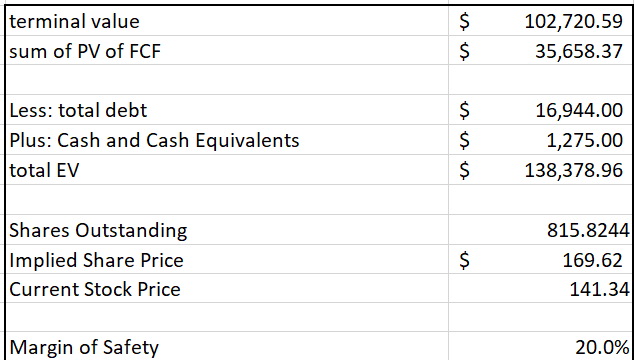 terminal value $ 102,720.59
sum of PV of FCF $ 35,658.37
Less: total debt $ 16,944.00
Plus: Cash and Cash Equivalents $ 1,275.00
total EV $ 138,378.96
Shares Outstanding 815.8244
Implied Share Price $ 169.62
Current Stock Price 141.34
Margin of Safety 20.0%